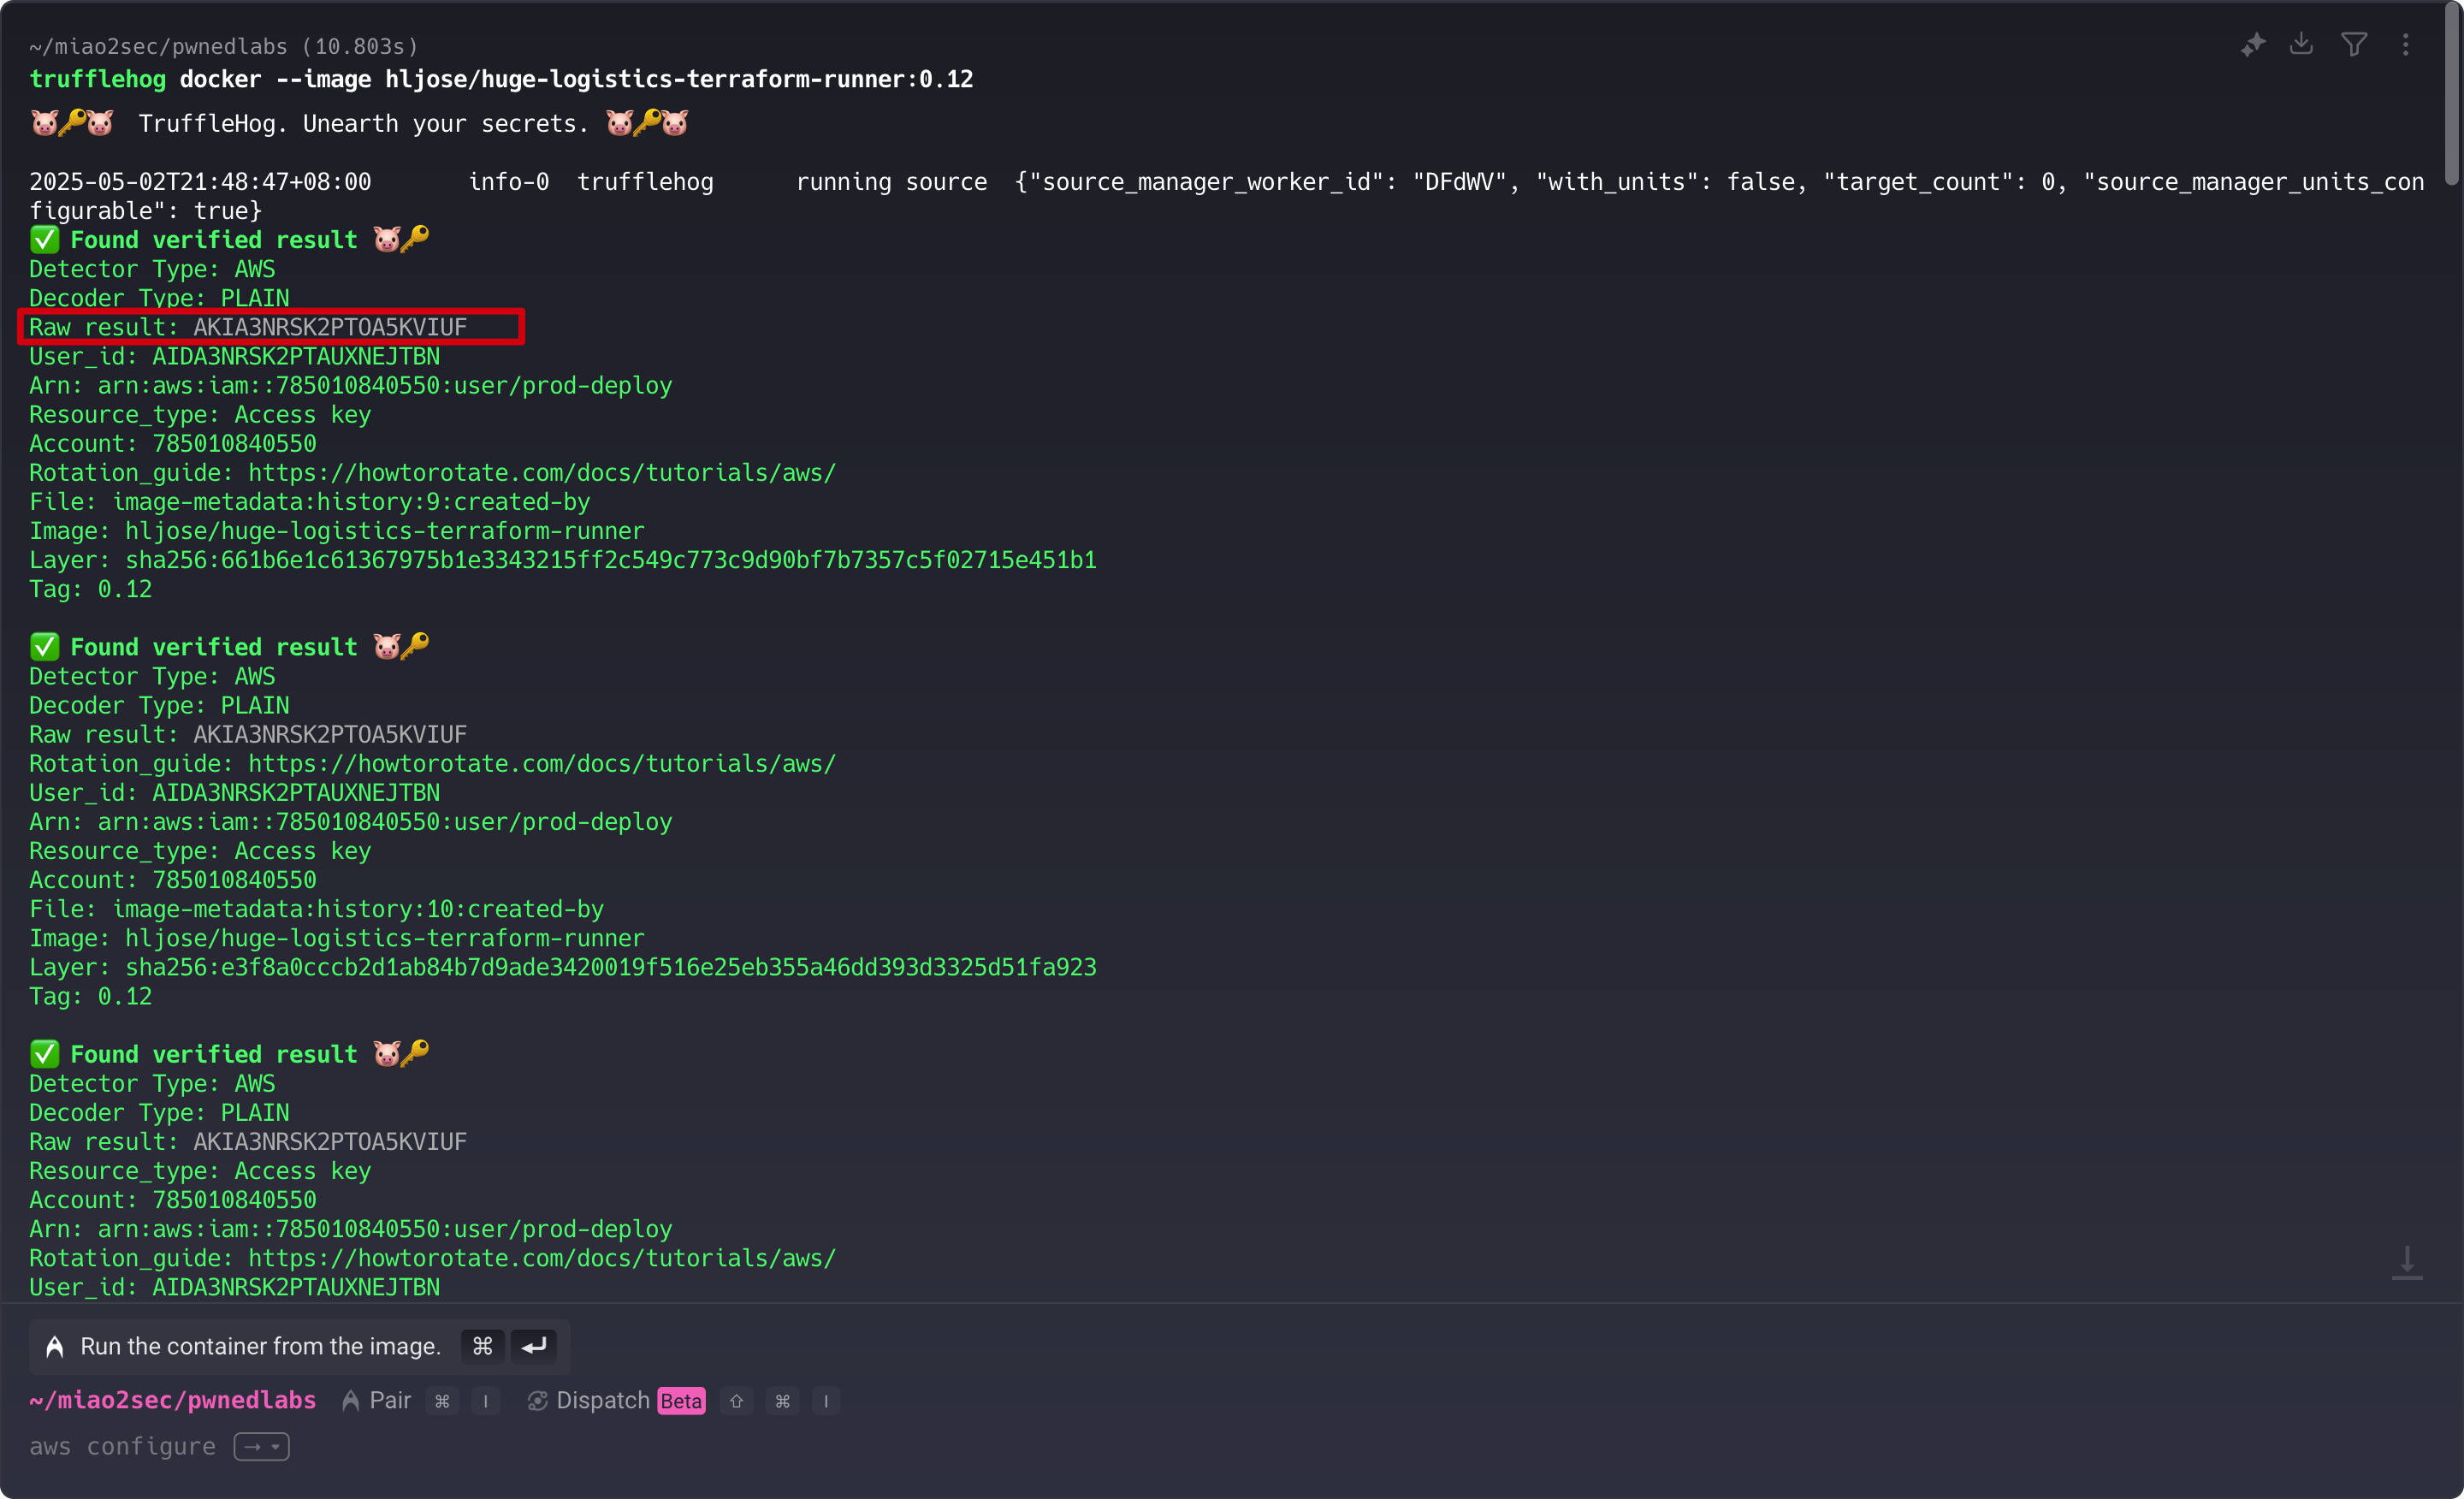 ~/miao2sec/pwnedlabs (10.803s)
trufflehog docker --image hljose/huge-logistics-terraform-runner:0.12
🐷🔑🐷  TruffleHog. Unearth your secrets. 🐷🔑🐷
2025-05-02T21:48:47+08:00       info-0  trufflehog      running source  {"source_manager_worker_id": "DFdWV", "with_units": false, "target_count": 0, "source_manager_units_con
figurable": true}
✅ Found verified result 🐷🔑
Detector Type: AWS
Decoder Type: PLAIN
Raw result: AKIA3NRSK2PTOA5KVIUF
User_id: AIDA3NRSK2PTAUXNEJTBN
Arn: arn:aws:iam::785010840550:user/prod-deploy
Resource_type: Access key
Account: 785010840550
Rotation_guide: https://howtorotate.com/docs/tutorials/aws/
File: image-metadata:history:9:created-by
Image: hljose/huge-logistics-terraform-runner
Layer: sha256:661b6e1c61367975b1e3343215ff2c549c773c9d90bf7b7357c5f02715e451b1
Tag: 0.12
✅ Found verified result 🐷🔑
Detector Type: AWS
Decoder Type: PLAIN
Raw result: AKIA3NRSK2PTOA5KVIUF
Rotation_guide: https://howtorotate.com/docs/tutorials/aws/
User_id: AIDA3NRSK2PTAUXNEJTBN
Arn: arn:aws:iam::785010840550:user/prod-deploy
Resource_type: Access key
Account: 785010840550
File: image-metadata:history:10:created-by
Image: hljose/huge-logistics-terraform-runner
Layer: sha256:e3f8a0cccb2d1ab84b7d9ade3420019f516e25eb355a46dd393d3325d51fa923
Tag: 0.12
✅ Found verified result 🐷🔑
Detector Type: AWS
Decoder Type: PLAIN
Raw result: AKIA3NRSK2PTOA5KVIUF
Resource_type: Access key
Account: 785010840550
Arn: arn:aws:iam::785010840550:user/prod-deploy
Rotation_guide: https://howtorotate.com/docs/tutorials/aws/
User_id: AIDA3NRSK2PTAUXNEJTBN
Run the container from the image. ⌘ ↵
~/miao2sec/pwnedlabs Pair ⌘ I Dispatch Beta ⇧ ⌘ I
aws configure →